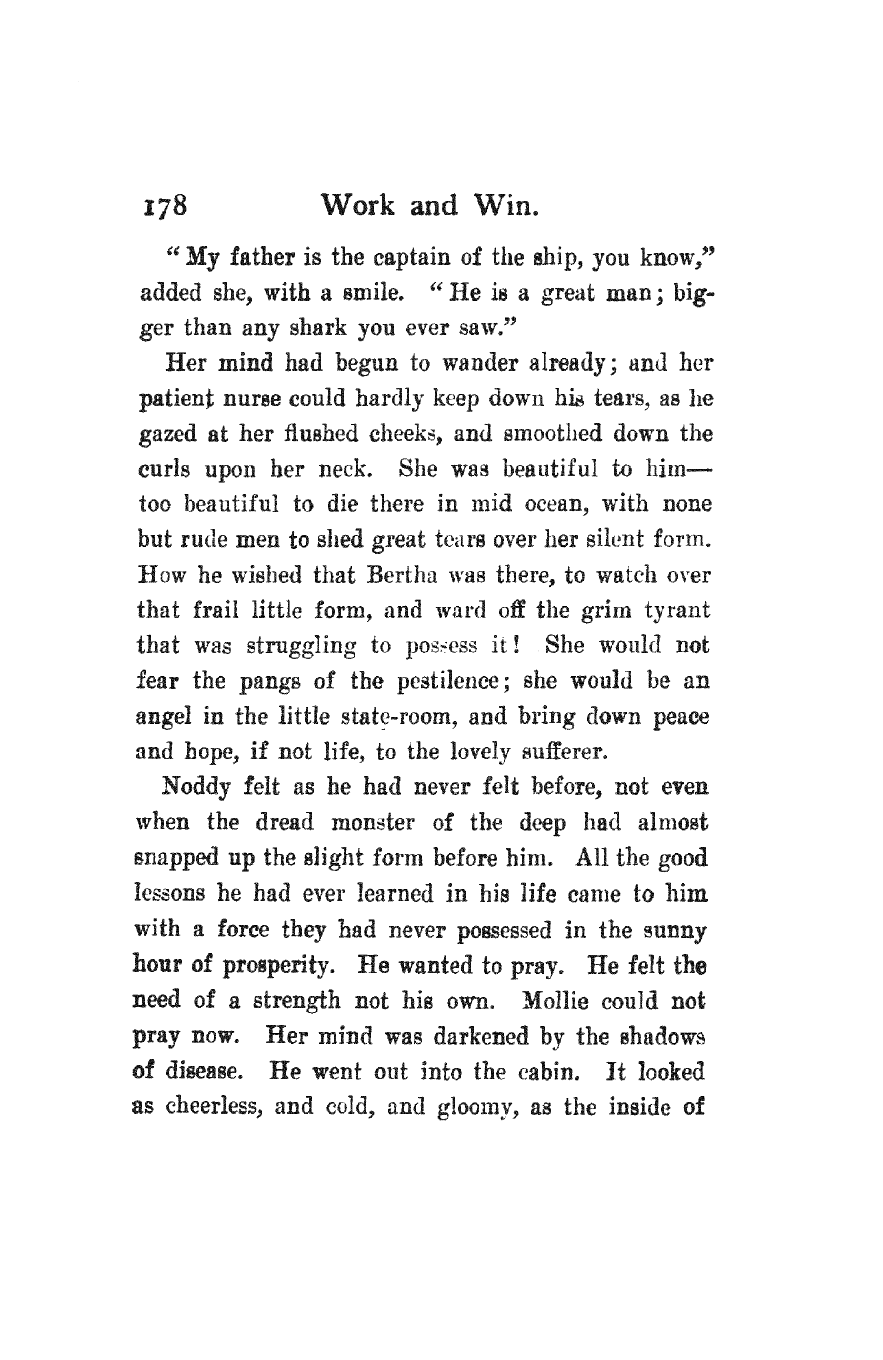 178 Work and Win.
“My father is the captain of the ship, you know,”
added she, with a smile. “He is a great man; big-
ger than any shark you ever saw.”
Her mind had begun to wander already; and her
patient nurse could hardly keep down his tears, as he
gazed at her flushed cheeks, and smoothed down the
curls upon her neck. She was beautiful to him—
too beautiful to die there in mid ocean, with none
but rude men to shed great tears over her silent form.
How he wished that Bertha was there, to watch over
that frail little form, and ward off the grim tyrant
that was struggling to possess it! She would not
fear the pangs of the pestilence; she would be an
angel in the little state-room, and bring down peace
and hope, if not life, to the lovely sufferer.
Noddy felt as he had never felt before, not even
when the dread monster of the deep had almost
snapped up the slight form before him. All the good
lessons he had ever learned in his life came to him
with a force they had never possessed in the sunny
hour of prosperity. He wanted to pray. He felt the
need of a strength not his own. Mollie could not
pray now. Her mind was darkened by the shadows
of disease. He went out into the cabin. It looked
as cheerless, and cold, and gloomy, as the inside of